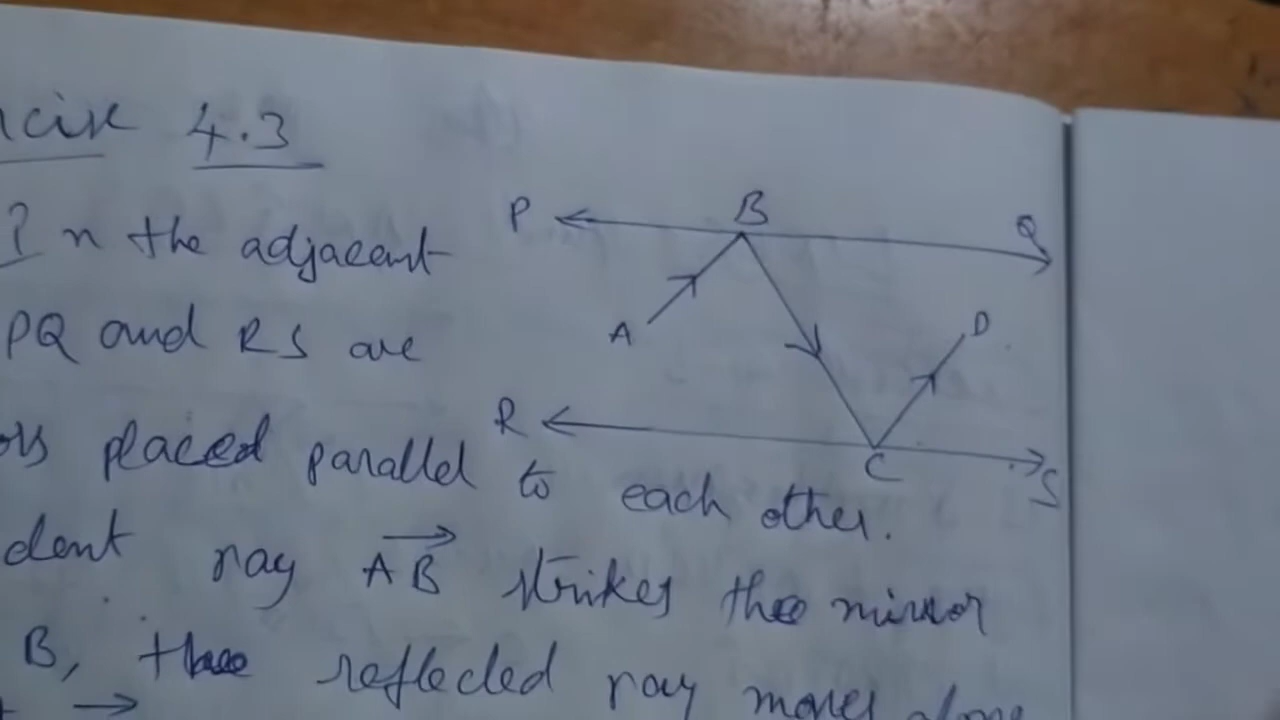 4.3
P B Q
In the adjacent
A D
PQ and RS are
R C S
placed parallel to each other.
ray AB strikes the mirror
B, the reflected ray moves